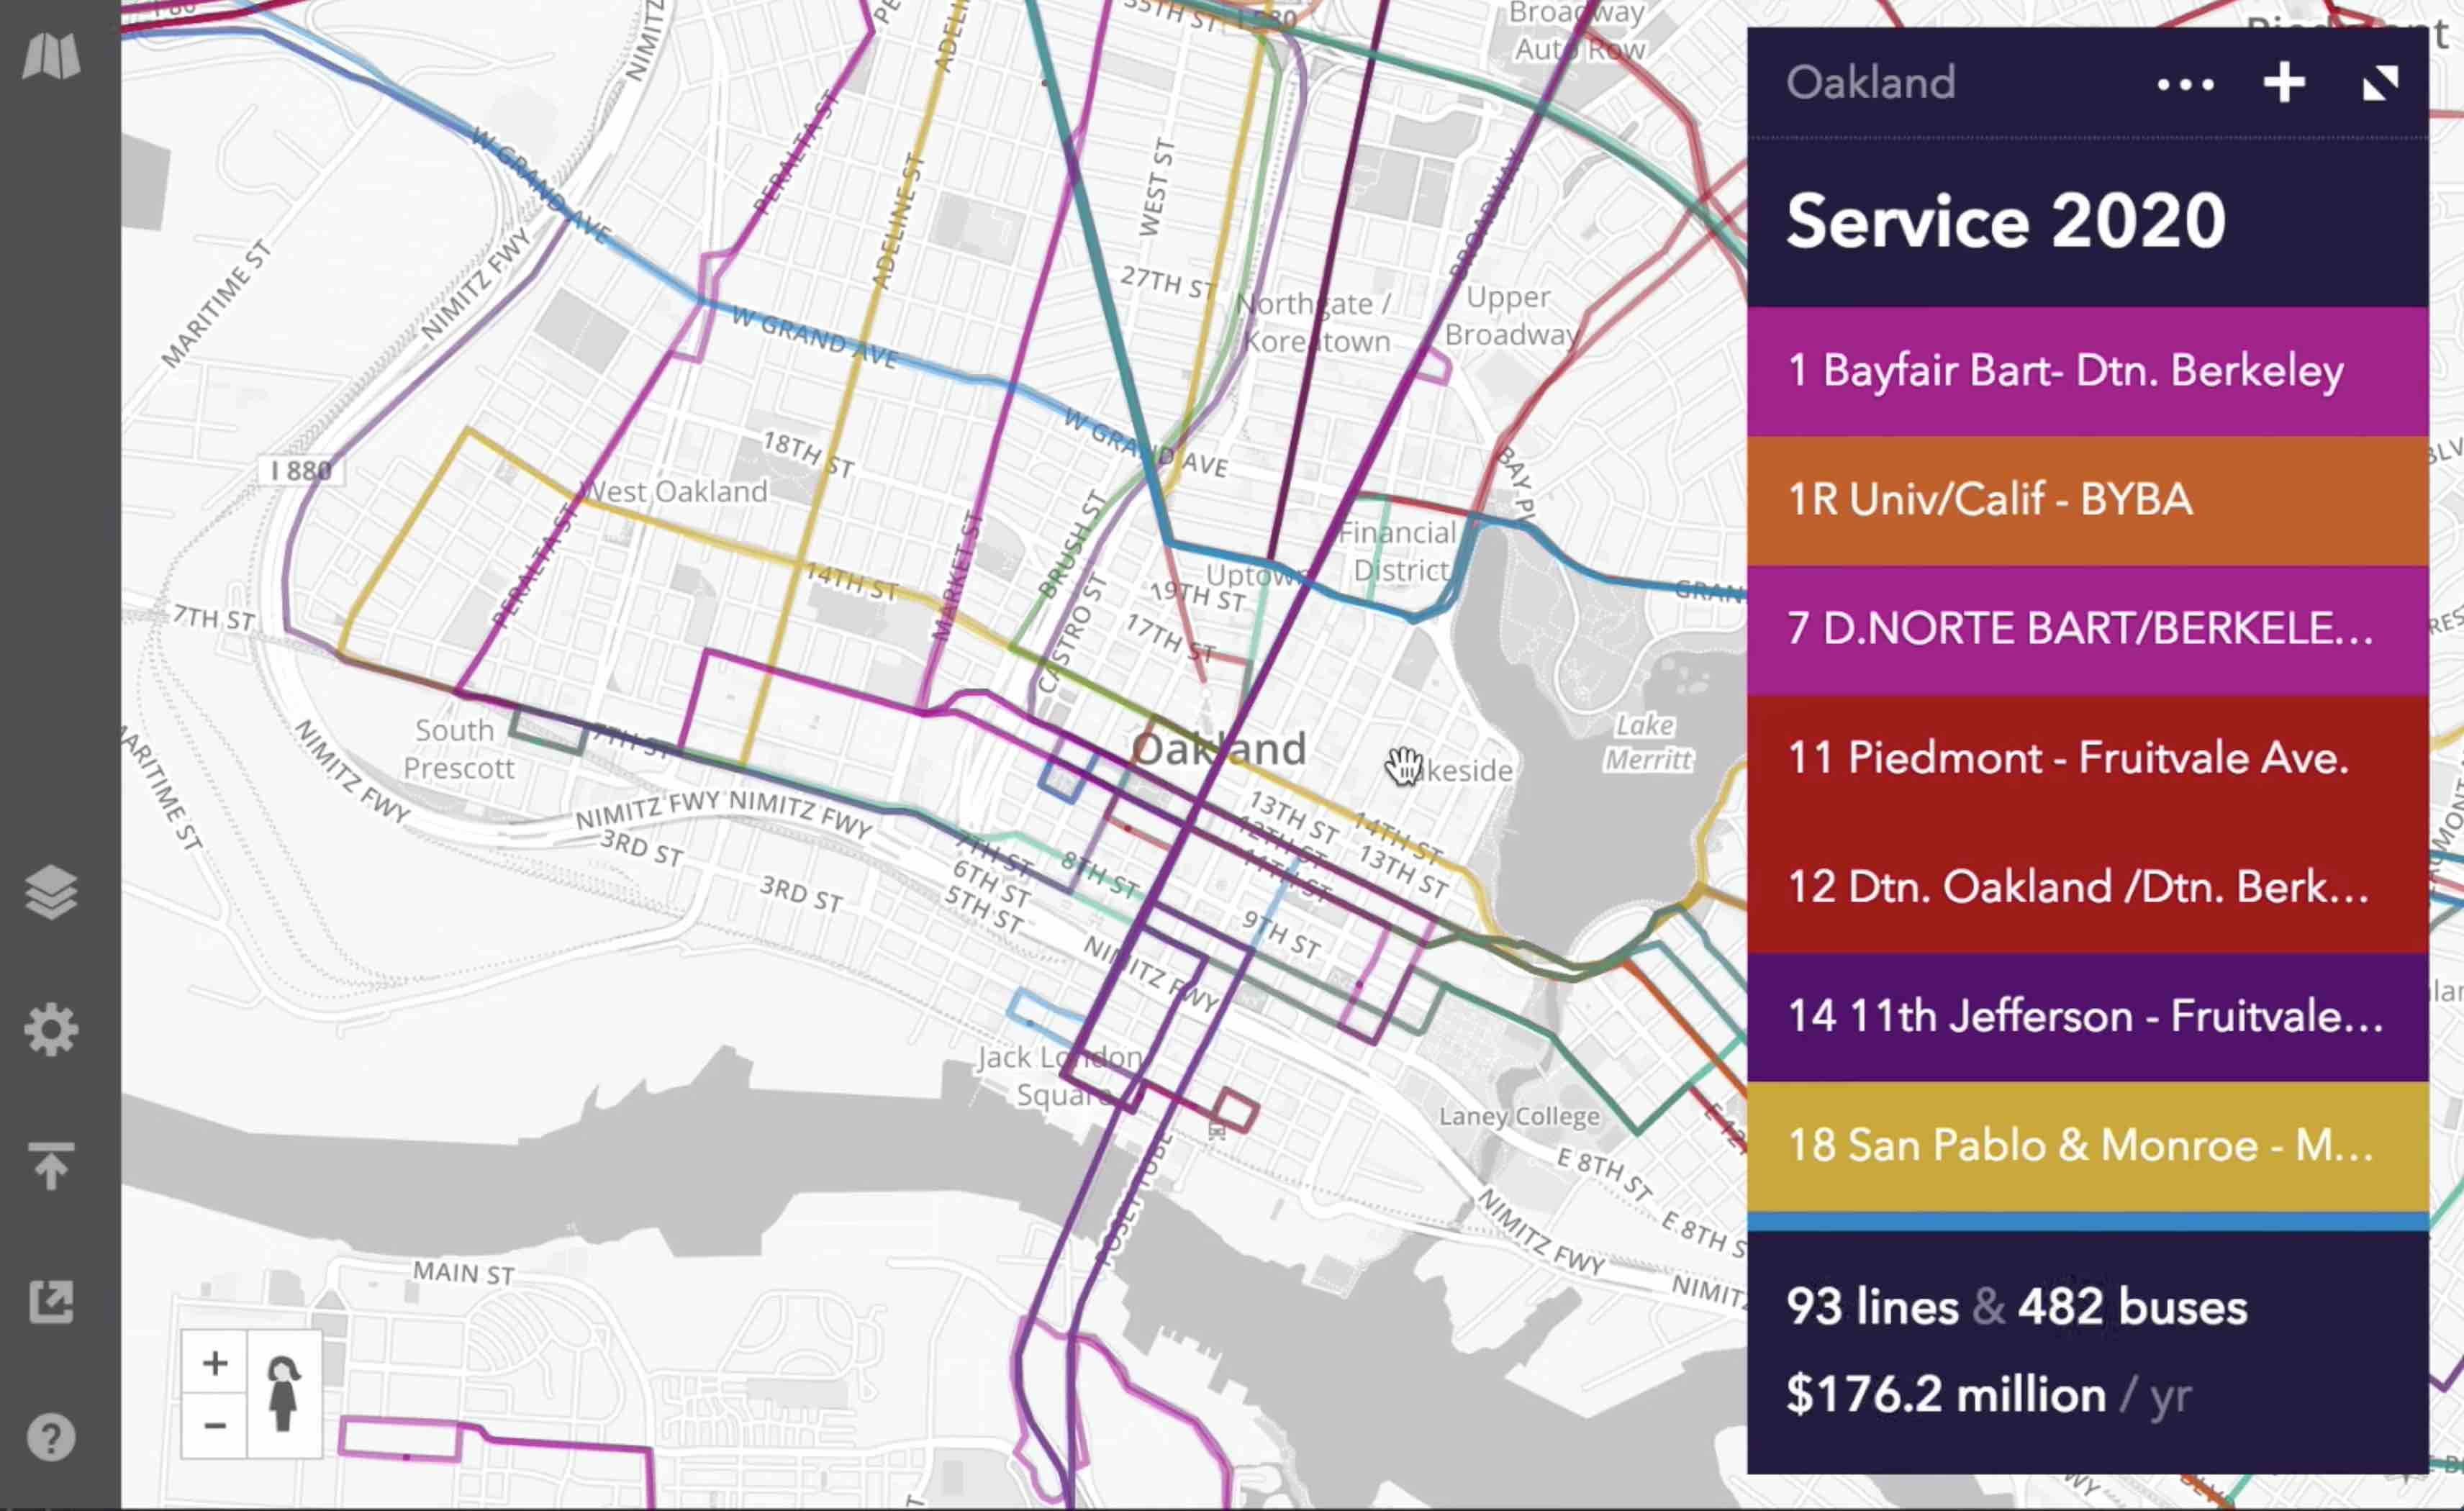 Oakland
Service 2020
1 Bayfair Bart- Dtn. Berkeley
1R Univ/Calif - BYBA
7 D.NORTE BART/BERKELE...
11 Piedmont - Fruitvale Ave.
12 Dtn. Oakland /Dtn. Berk...
14 11th Jefferson - Fruitvale...
18 San Pablo & Monroe - M...
93 lines & 482 buses
$176.2 million / yr
35TH ST
Broadway
Auto Row
NIMITZ
W GRAND AVE
PERALTA ST
ADELINE ST
WEST ST
27TH ST
Northgate /
Koreatown
BROADWAY
Upper
Broadway
MARITIME ST
NIMITZ FWY
W GRAND AVE
W GRAND AVE
18TH ST
I 880
West Oakland
BAY PL
Financial
District
Uptown
GRAN
PERALTA ST
14TH ST
MARKET ST
BRUSH ST
CASTRO ST
19TH ST
17TH ST
7TH ST
South
Prescott
7TH ST
Oakland
Lake
Merritt
MARITIME ST
NIMITZ FWY
NIMITZ FWY
NIMITZ FWY
3RD ST
3RD ST
7TH ST
6TH ST
5TH ST
8TH ST
13TH ST
12TH ST
11TH ST
14TH ST
13TH ST
9TH ST
NIMITZ FWY
Jack London
Square
Laney College
E 12
E 8TH ST
E 8TH S
POSEY TUBE
NIMITZ FWY
NIMITZ
MAIN ST
+
−
?